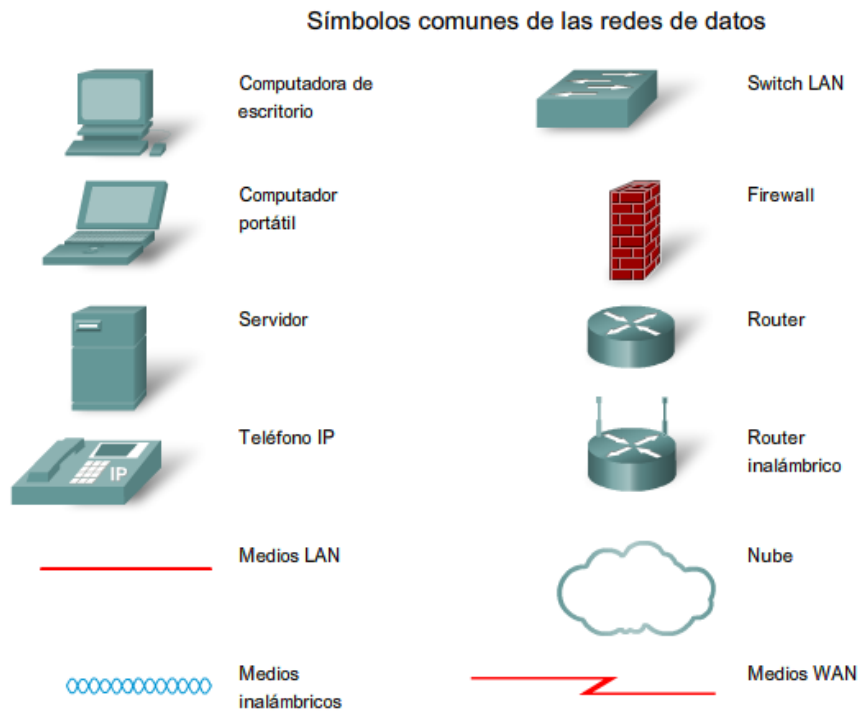 Símbolos comunes de las redes de datos
Computadora de
escritorio
Switch LAN
Computador
portátil
Firewall
Servidor
Router
Teléfono IP
IP
Router
inalámbrico
Medios LAN
Nube
Medios
inalámbricos
Medios WAN